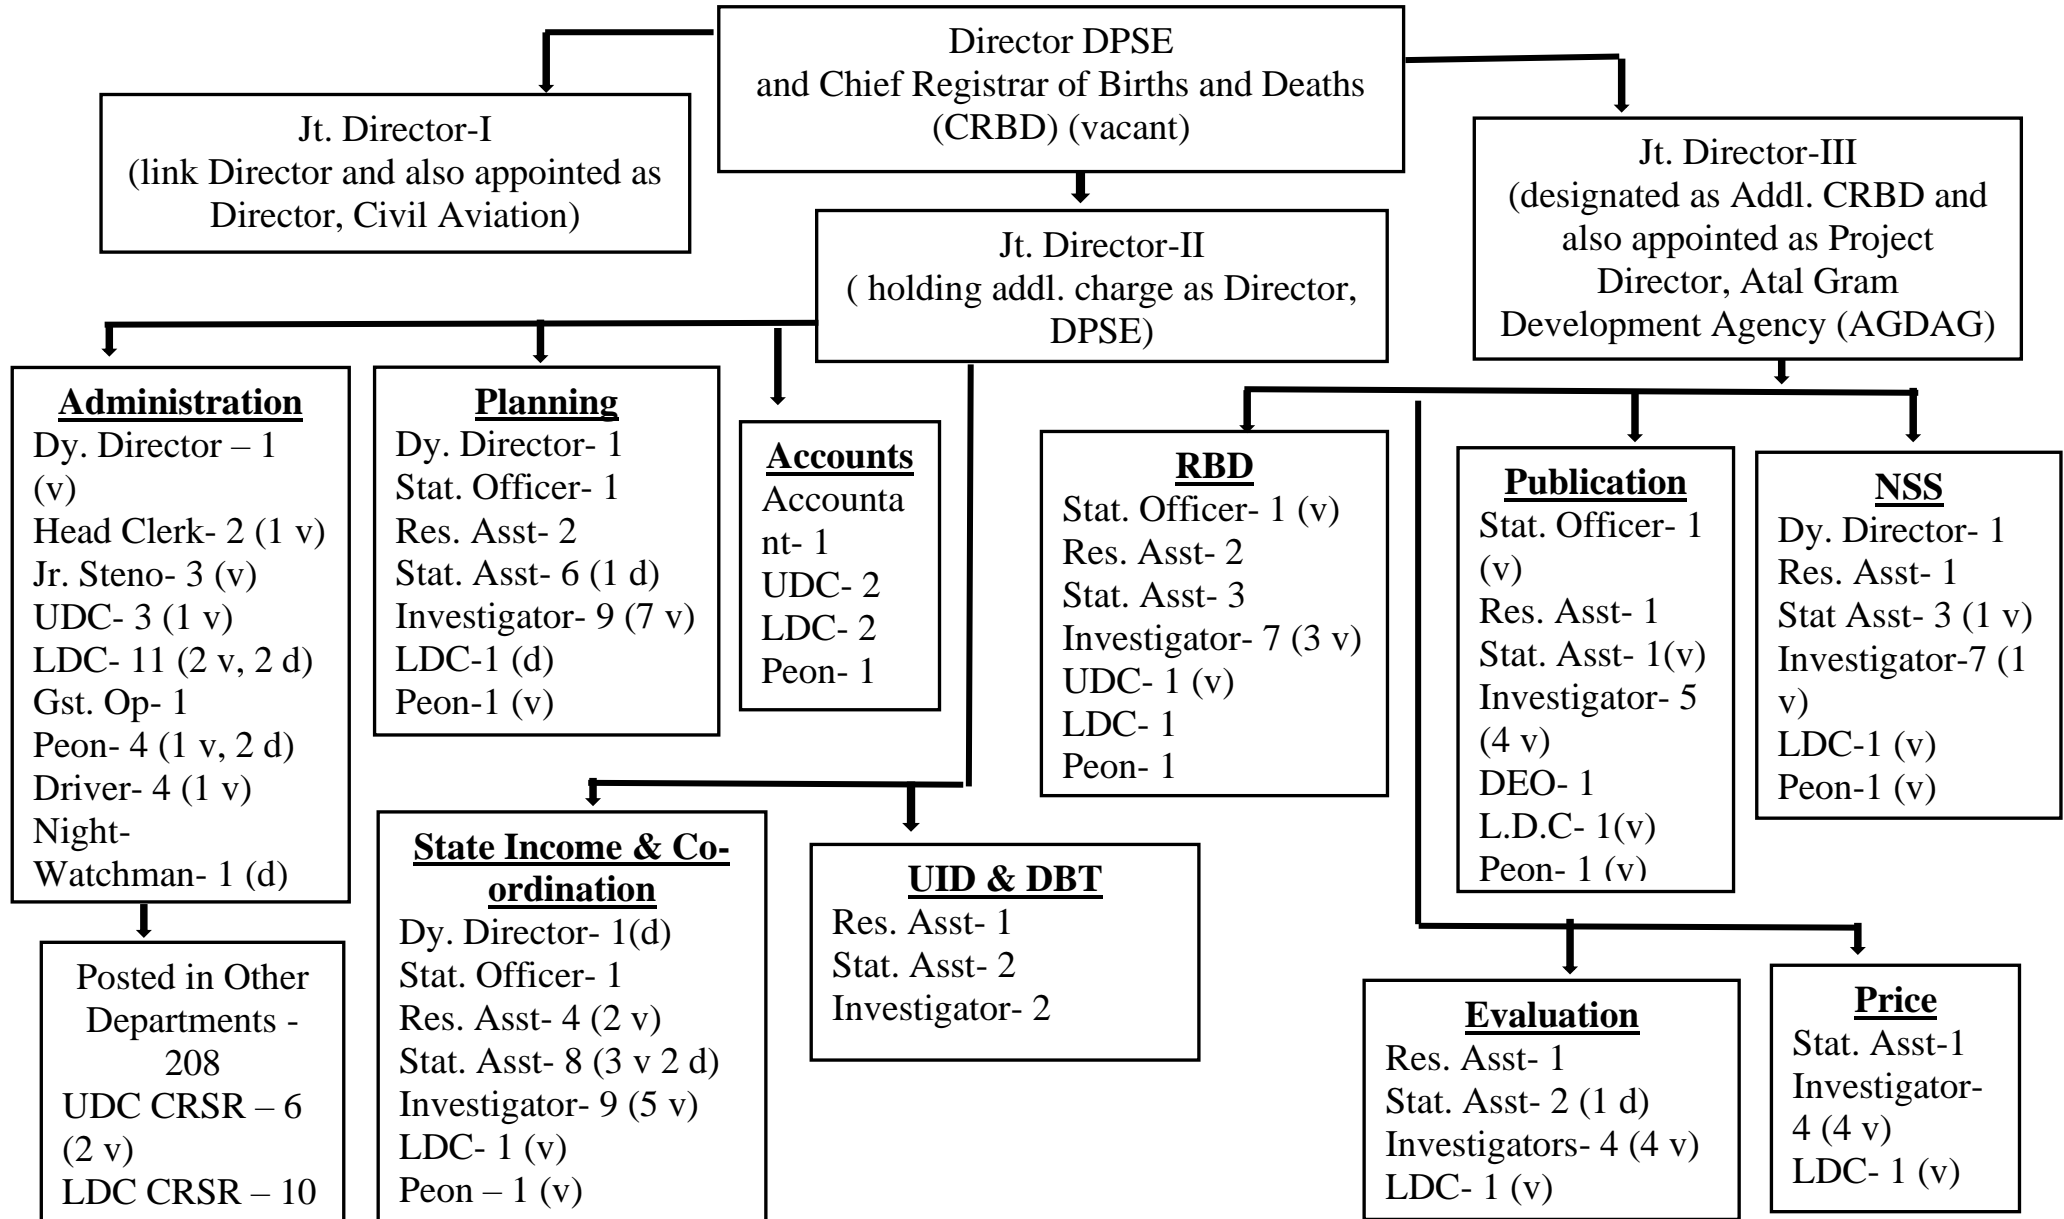 Director DPSE
and Chief Registrar of Births and Deaths
(CRBD) (vacant)
Jt. Director-I
(link Director and also appointed as
Director, Civil Aviation)
Jt. Director-II
( holding addl. charge as Director,
DPSE)
Jt. Director-III
(designated as Addl. CRBD and
also appointed as Project
Director, Atal Gram
Development Agency (AGDAG)
Administration
Dy. Director – 1
(v)
Head Clerk- 2 (1 v)
Jr. Steno- 3 (v)
UDC- 3 (1 v)
LDC- 11 (2 v, 2 d)
Gst. Op- 1
Peon- 4 (1 v, 2 d)
Driver- 4 (1 v)
Night-
Watchman- 1 (d)
Posted in Other
Departments -
208
UDC CRSR – 6
(2 v)
LDC CRSR – 10
Planning
Dy. Director- 1
Stat. Officer- 1
Res. Asst- 2
Stat. Asst- 6 (1 d)
Investigator- 9 (7 v)
LDC-1 (d)
Peon-1 (v)
Accounts
Accounta
nt- 1
UDC- 2
LDC- 2
Peon- 1
State Income & Co-
ordination
Dy. Director- 1(d)
Stat. Officer- 1
Res. Asst- 4 (2 v)
Stat. Asst- 8 (3 v 2 d)
Investigator- 9 (5 v)
LDC- 1 (v)
Peon – 1 (v)
UID & DBT
Res. Asst- 1
Stat. Asst- 2
Investigator- 2
RBD
Stat. Officer- 1 (v)
Res. Asst- 2
Stat. Asst- 3
Investigator- 7 (3 v)
UDC- 1 (v)
LDC- 1
Peon- 1
Publication
Stat. Officer- 1
(v)
Res. Asst- 1
Stat. Asst- 1(v)
Investigator- 5
(4 v)
DEO- 1
L.D.C- 1(v)
Peon- 1 (v)
NSS
Dy. Director- 1
Res. Asst- 1
Stat Asst- 3 (1 v)
Investigator-7 (1
v)
LDC-1 (v)
Peon-1 (v)
Evaluation
Res. Asst- 1
Stat. Asst- 2 (1 d)
Investigators- 4 (4 v)
LDC- 1 (v)
Price
Stat. Asst-1
Investigator-
4 (4 v)
LDC- 1 (v)